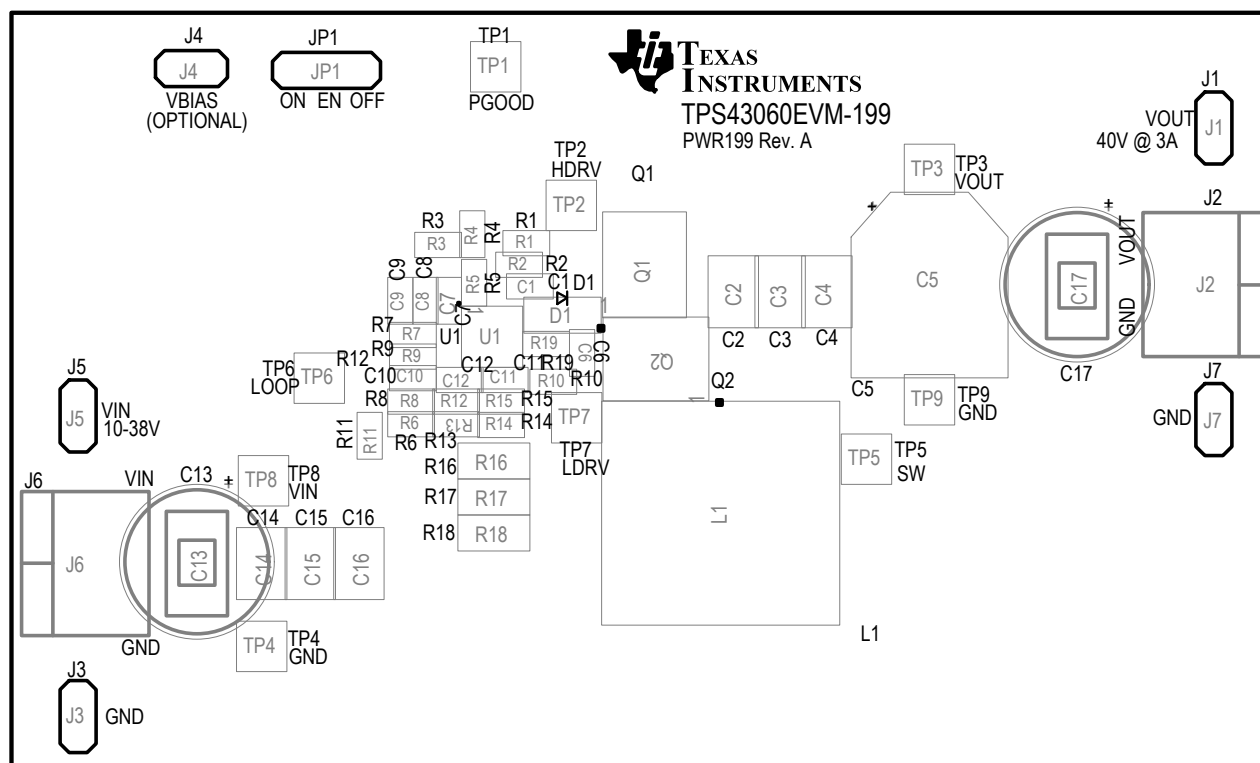 J4
J4
VBIAS
(OPTIONAL)
JP1
JP1
ON EN OFF
TP1
TP1
PGOOD
TEXAS
INSTRUMENTS
TPS43060EVM-199
PWR199 Rev. A
J1
J1
VOUT
40V @ 3A
TP2
HDRV
TP2
Q1
Q1
TP3
TP3
VOUT
+
+
J2
J2
VOUT
GND
R3
R3
R4
R4
R1
R1
R2
R2
R5
R5
C1
C1
D1
D1
1
C9
C9
C8
C8
C7
C7
1
U1
U1
R7
R7
R9
R9
C10
C10
R12
R12
C12
C12
C11
C11
R19
R19
R10
R10
C6
C6
Q2
Q2
1
C2
C2
C3
C3
C4
C4
C5
C5
C17
C17
TP6
LOOP
TP6
R8
R8
R15
R15
R11
R11
R6
R6
R13
R13
R14
R14
TP7
TP7
LDRV
TP9
TP9
GND
J7
J7
GND
J5
J5
VIN
10-38V
R16
R16
R17
R17
R18
R18
TP5
TP5
SW
L1
L1
J6
J6
VIN
GND
C13
C13
+
TP8
TP8
VIN
C14
C14
C15
C15
C16
C16
TP4
TP4
GND
J3
J3
GND